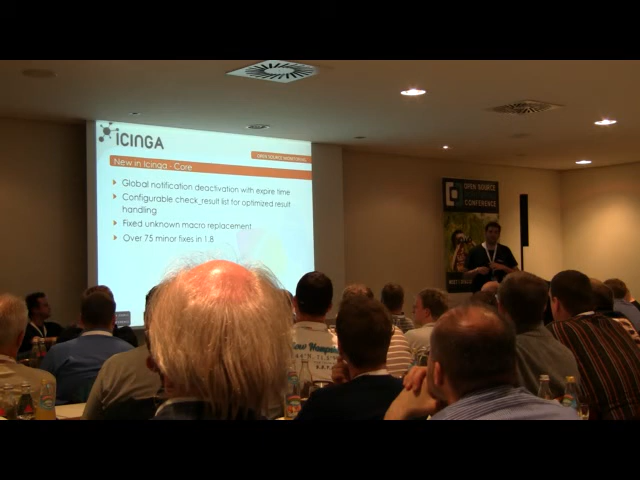 ICINGA
OPEN SOURCE MONITORING
New in Icinga - Core
Global notification deactivation with expire time
Configurable check_result list for optimized result
handling
Fixed unknown macro replacement
Over 75 minor fixes in 1.8
OPEN SOURCE
CONFERENCE